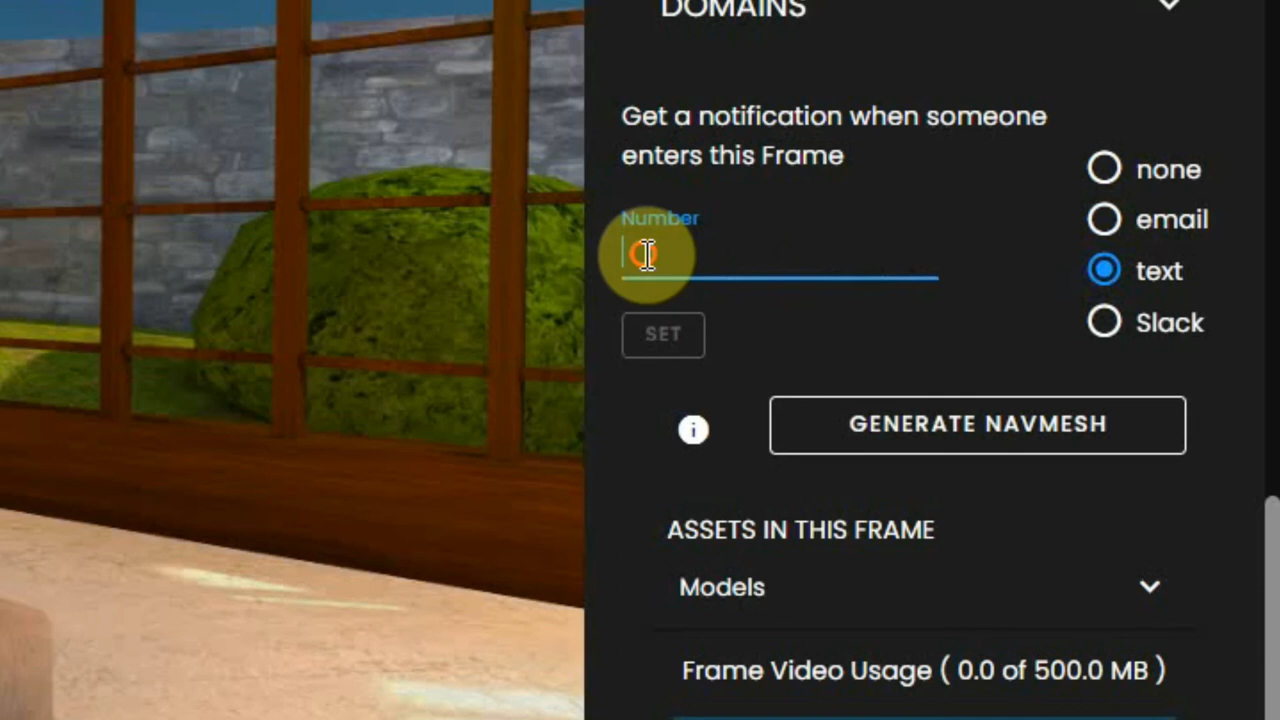 DOMAINS
Get a notification when someone
enters this Frame
none
email
Number
text
SET
Slack
i
GENERATE NAVMESH
ASSETS IN THIS FRAME
Models
Frame Video Usage ( 0.0 of 500.0 MB )